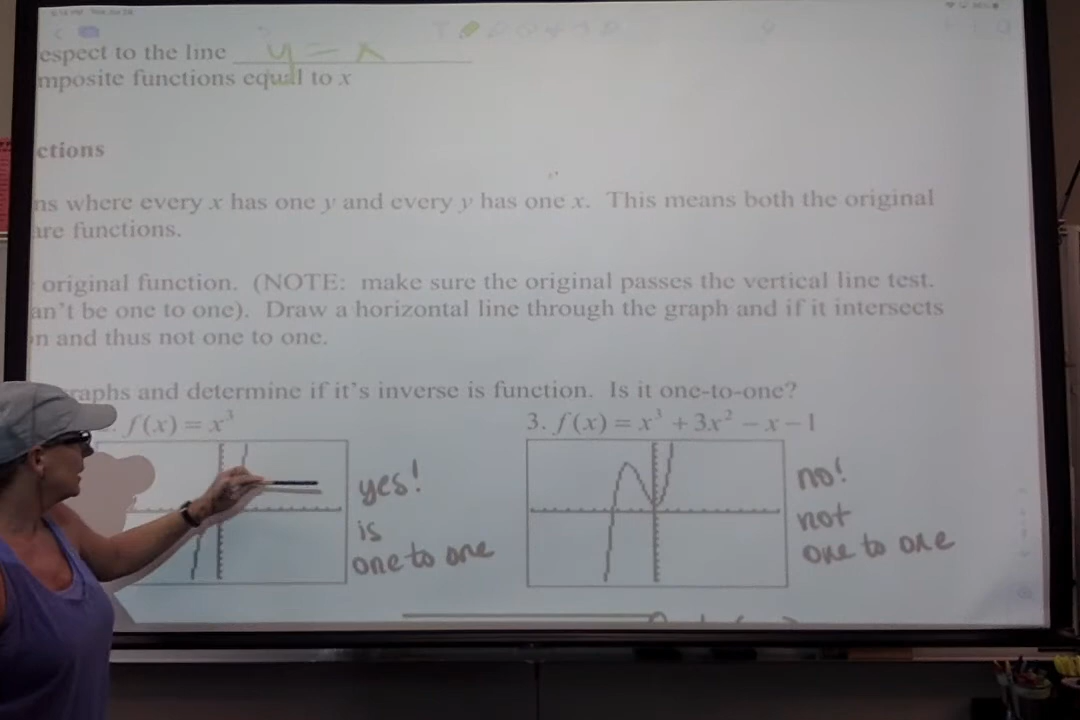 espect to the line y = x
mposite functions equal to x
ctions
ns where every x has one y and every y has one x. This means both the original
are functions.
original function. (NOTE: make sure the original passes the vertical line test.
an't be one to one). Draw a horizontal line through the graph and if it intersects
n and thus not one to one.
raphs and determine if it's inverse is function. Is it one-to-one?
f(x) = x³
yes!
is
one to one
3. f(x) = x³ + 3x² − x − 1
no!
not
one to one